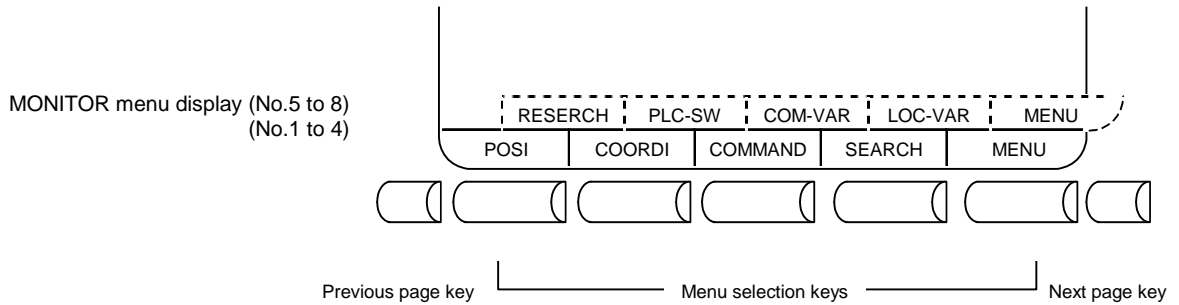 MONITOR menu display (No.5 to 8)
(No.1 to 4)
RESERCH PLC-SW COM-VAR LOC-VAR MENU
POSI COORDI COMMAND SEARCH MENU
Previous page key Menu selection keys Next page key